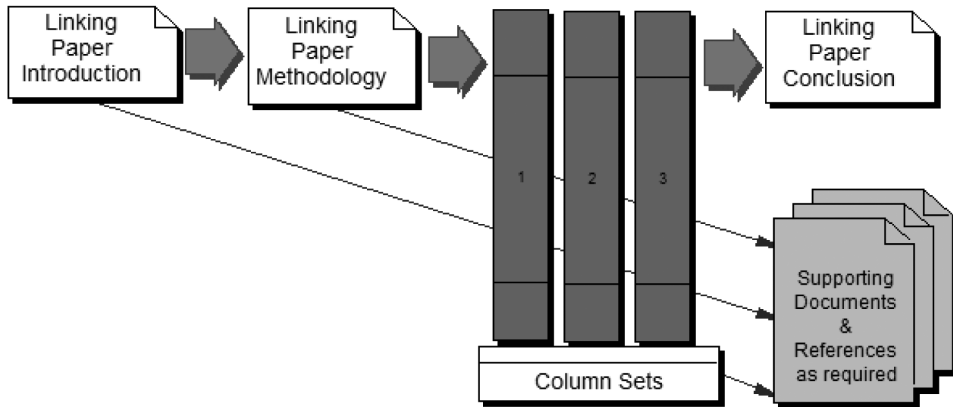 Linking
Paper
Introduction
Linking
Paper
Methodology
1
2
3
Column Sets
Linking
Paper
Conclusion
Supporting
Documents
&
References
as required